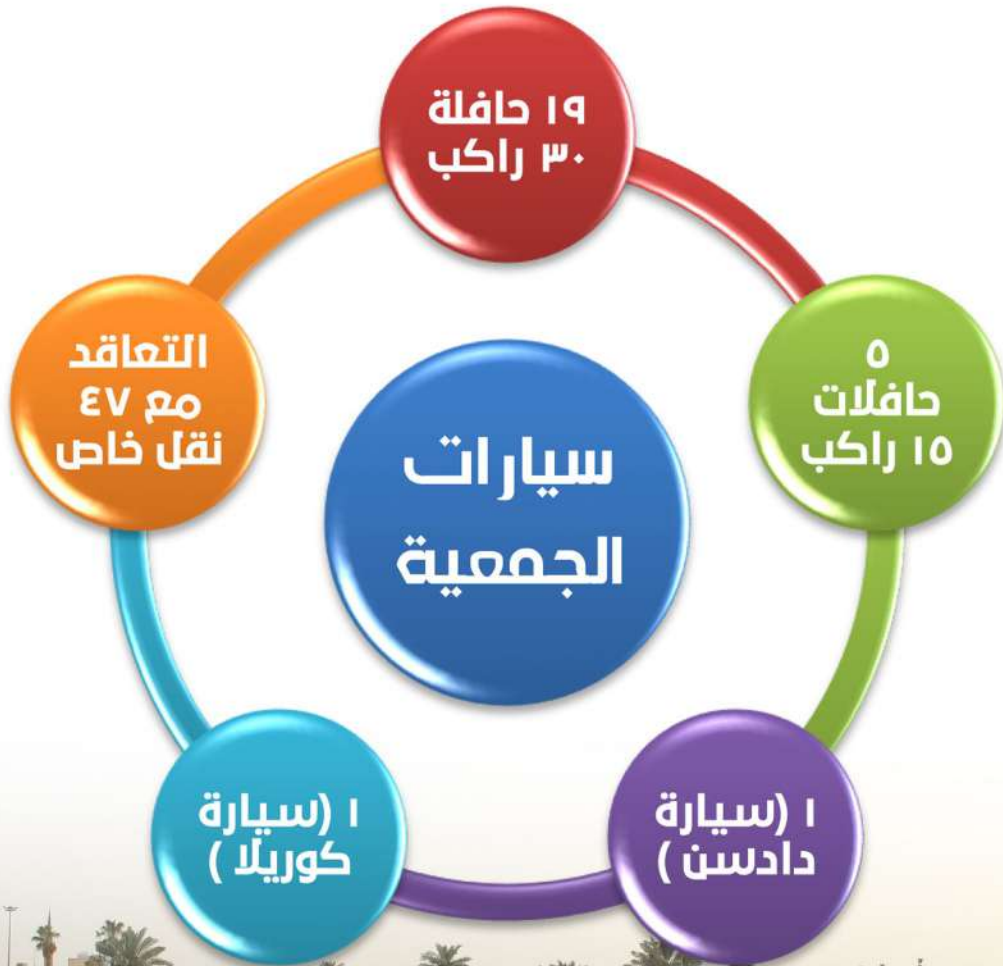 ١٩ حافلة
٣٠ راكب
٥
حافلات
١٥ راكب
١ (سيارة
دادسن )
١ (سيارة
كوريلا )
التعاقد
مع ٤٧
نقل خاص
سيارات
الجمعية